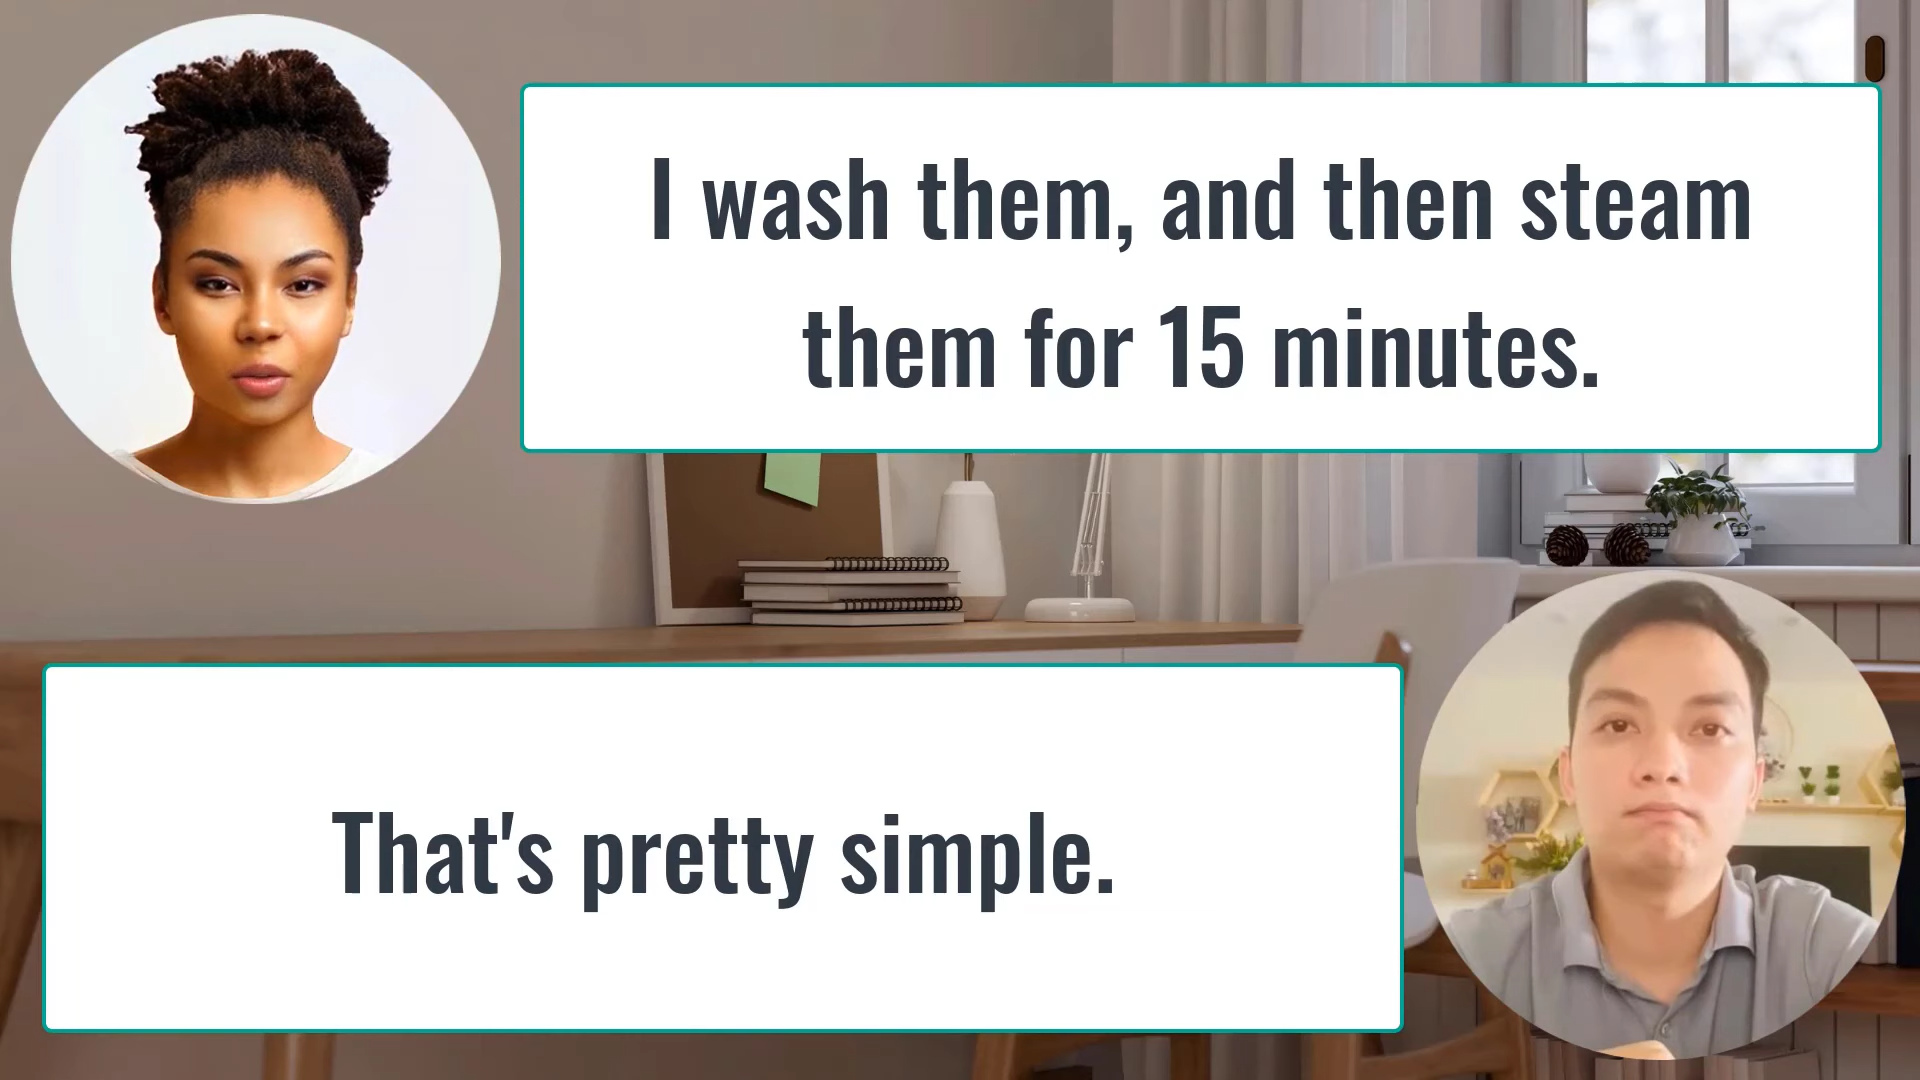 I wash them, and then steam
them for 15 minutes.
That's pretty simple.